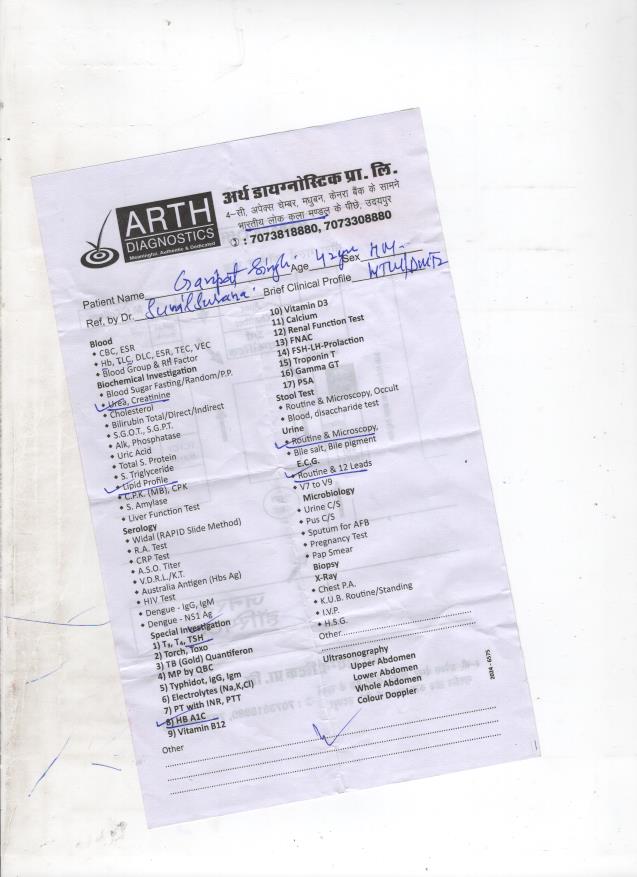 ARTH
DIAGNOSTICS
Meaningful, Authentic & Dedicated
अर्थ डायग्नोस्टिक प्रा. लि.
4-सी, अपेक्स चेम्बर, मधुबन, केनरा बैंक के सामने
भारतीय लोक कला मण्डल के पीछे, उदयपुर
: 7073818880, 7073308880
Patient Name Ganpat Singh Age 42 Sex
Ref. by Dr. Sunil Surana Brief Clinical Profile
Blood
CBC, ESR
Hb, TLC, DLC, ESR, TEC, VEC
Blood Group & RH Factor
Biochemical Investigation
Blood Sugar Fasting/Random/P.P.
Urea, Creatinine
Cholesterol
Bilirubin Total/Direct/Indirect
S.G.O.T., S.G.P.T.
Alk, Phosphatase
Uric Acid
Total S. Protein
S. Triglyceride
Lipid Profile
C.P.K. (MB), CPK
S. Amylase
Liver Function Test
Serology
Widal (RAPID Slide Method)
R.A. Test
CRP Test
A.S.O. Titer
V.D.R.L./K.T.
Australia Antigen (Hbs Ag)
HIV Test
Dengue - IgG, IgM
Dengue - NS1 Ag
Special Investigation
1) T3, T4, TSH
2) Torch, Toxo
3) TB (Gold) Quantiferon
4) MP by QBC
5) Typhidot, IgG, Igm
6) Electrolytes (Na,K,Cl)
7) PT with INR, PTT
8) HB A1C
9) Vitamin B12
10) Vitamin D3
11) Calcium
12) Renal Function Test
13) FNAC
14) FSH-LH-Prolaction
15) Troponin T
16) Gamma GT
17) PSA
Stool Test
Routine & Microscopy, Occult
Blood, disaccharide test
Urine
Routine & Microscopy,
Bile salt, Bile pigment
E.C.G.
Routine & 12 Leads
V7 to V9
Microbiology
Urine C/S
Pus C/S
Sputum for AFB
Pregnancy Test
Pap Smear
Biopsy
X-Ray
Chest P.A.
K.U.B. Routine/Standing
I.V.P.
H.S.G.
Other
Ultrasonography
Upper Abdomen
Lower Abdomen
Whole Abdomen
Colour Doppler
Other